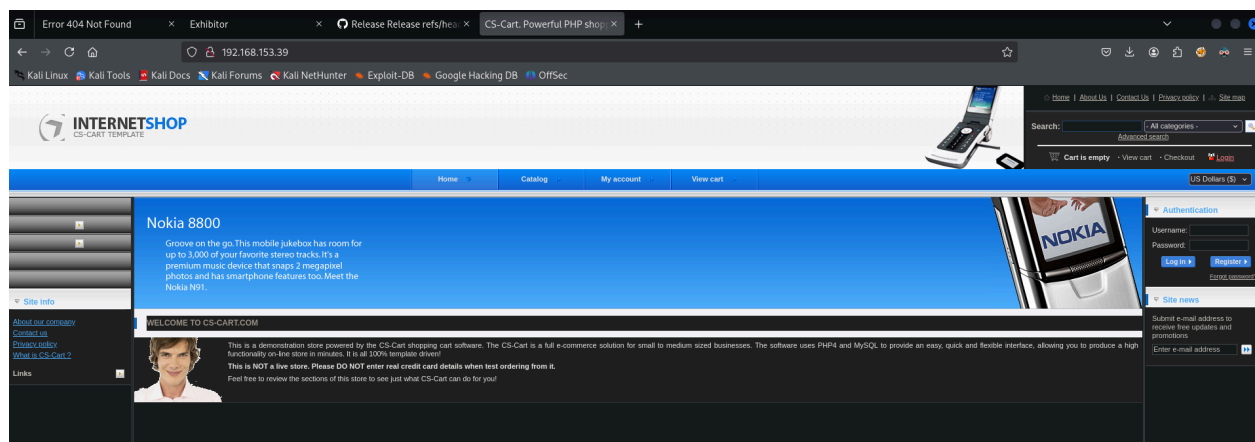 Error 404 Not Found
Exhibitor
Release Release refs/hea
CS-Cart. Powerful PHP shop
192.168.153.39
Kali Linux Kali Tools Kali Docs Kali Forums Kali NetHunter Exploit-DB Google Hacking DB OffSec
Home | About Us | Contact Us | Privacy policy | Site map
INTERNETSHOP
CS-CART TEMPLATE
Search: - All categories -
Advanced search
Cart is empty · View cart · Checkout Login
Home Catalog My account View cart US Dollars ($)
Nokia 8800
Groove on the go.This mobile jukebox has room for
up to 3,000 of your favorite stereo tracks. It's a
premium music device that snaps 2 megapixel
photos and has smartphone features too. Meet the
Nokia N91.
NOKIA
Authentication
Username:
Password:
Log in Register
Forgot password
Site info
About our company
Contact us
Privacy policy
What is CS-Cart ?
Links
WELCOME TO CS-CART.COM
This is a demonstration store powered by the CS-Cart shopping cart software. The CS-Cart is a full e-commerce solution for small to medium sized businesses. The software uses PHP4 and MySQL to provide an easy, quick and flexible interface, allowing you to produce a high
functionality on-line store in minutes. It is all 100% template driven!
This is NOT a live store. Please DO NOT enter real credit card details when test ordering from it.
Feel free to review the sections of this store to see just what CS-Cart can do for you!
Site news
Submit e-mail address to
receive free updates and
promotions
Enter e-mail address